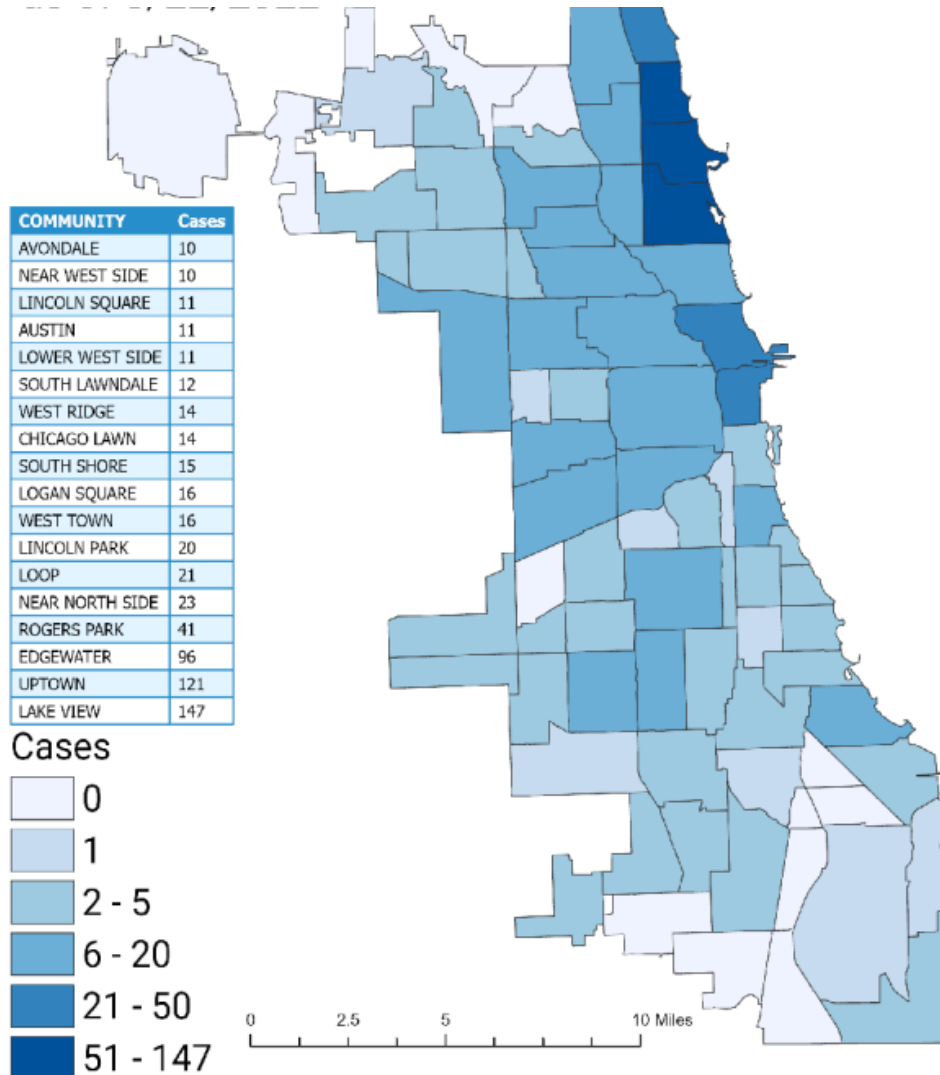 COMMUNITY Cases
AVONDALE 10
NEAR WEST SIDE 10
LINCOLN SQUARE 11
AUSTIN 11
LOWER WEST SIDE 11
SOUTH LAWNDALE 12
WEST RIDGE 14
CHICAGO LAWN 14
SOUTH SHORE 15
LOGAN SQUARE 16
WEST TOWN 16
LINCOLN PARK 20
LOOP 21
NEAR NORTH SIDE 23
ROGERS PARK 41
EDGEWATER 96
UPTOWN 121
LAKE VIEW 147
Cases
0
1
2 - 5
6 - 20
21 - 50
51 - 147
0 2.5 5 10 Miles